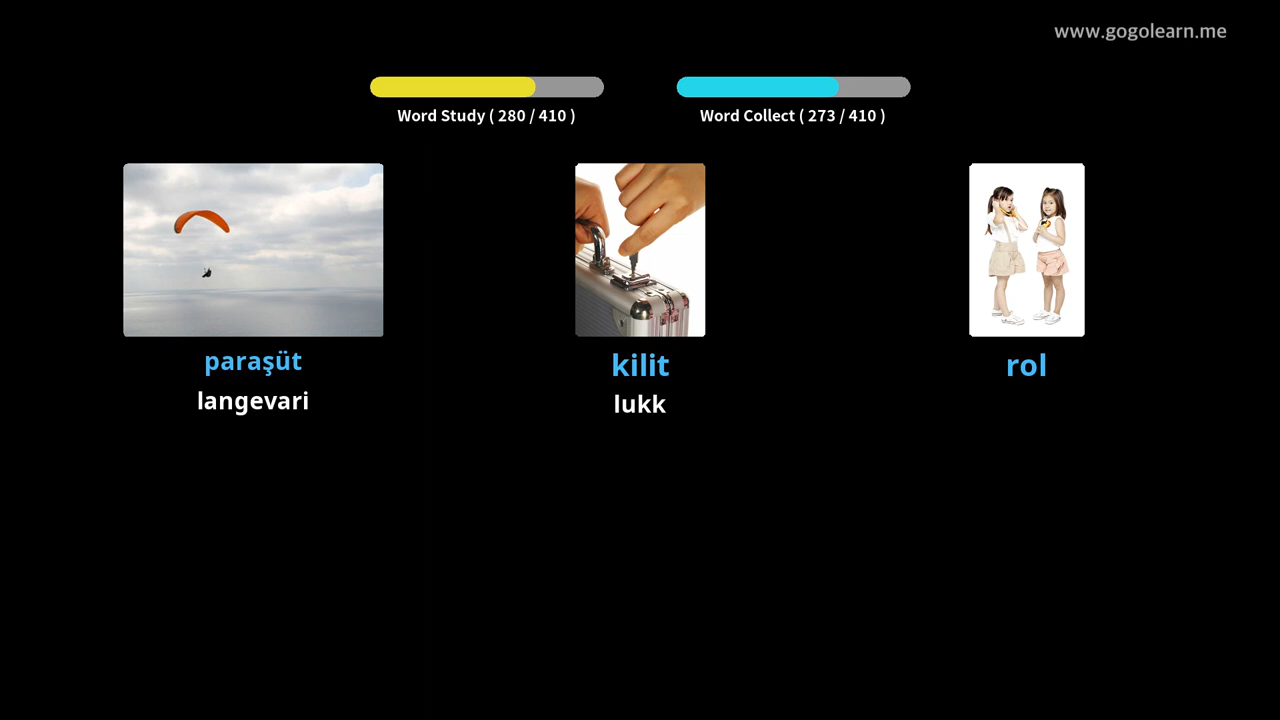 www.gogolearn.me
Word Study ( 280 / 410 )
Word Collect ( 273 / 410 )
paraşüt
langevari
kilit
lukk
rol